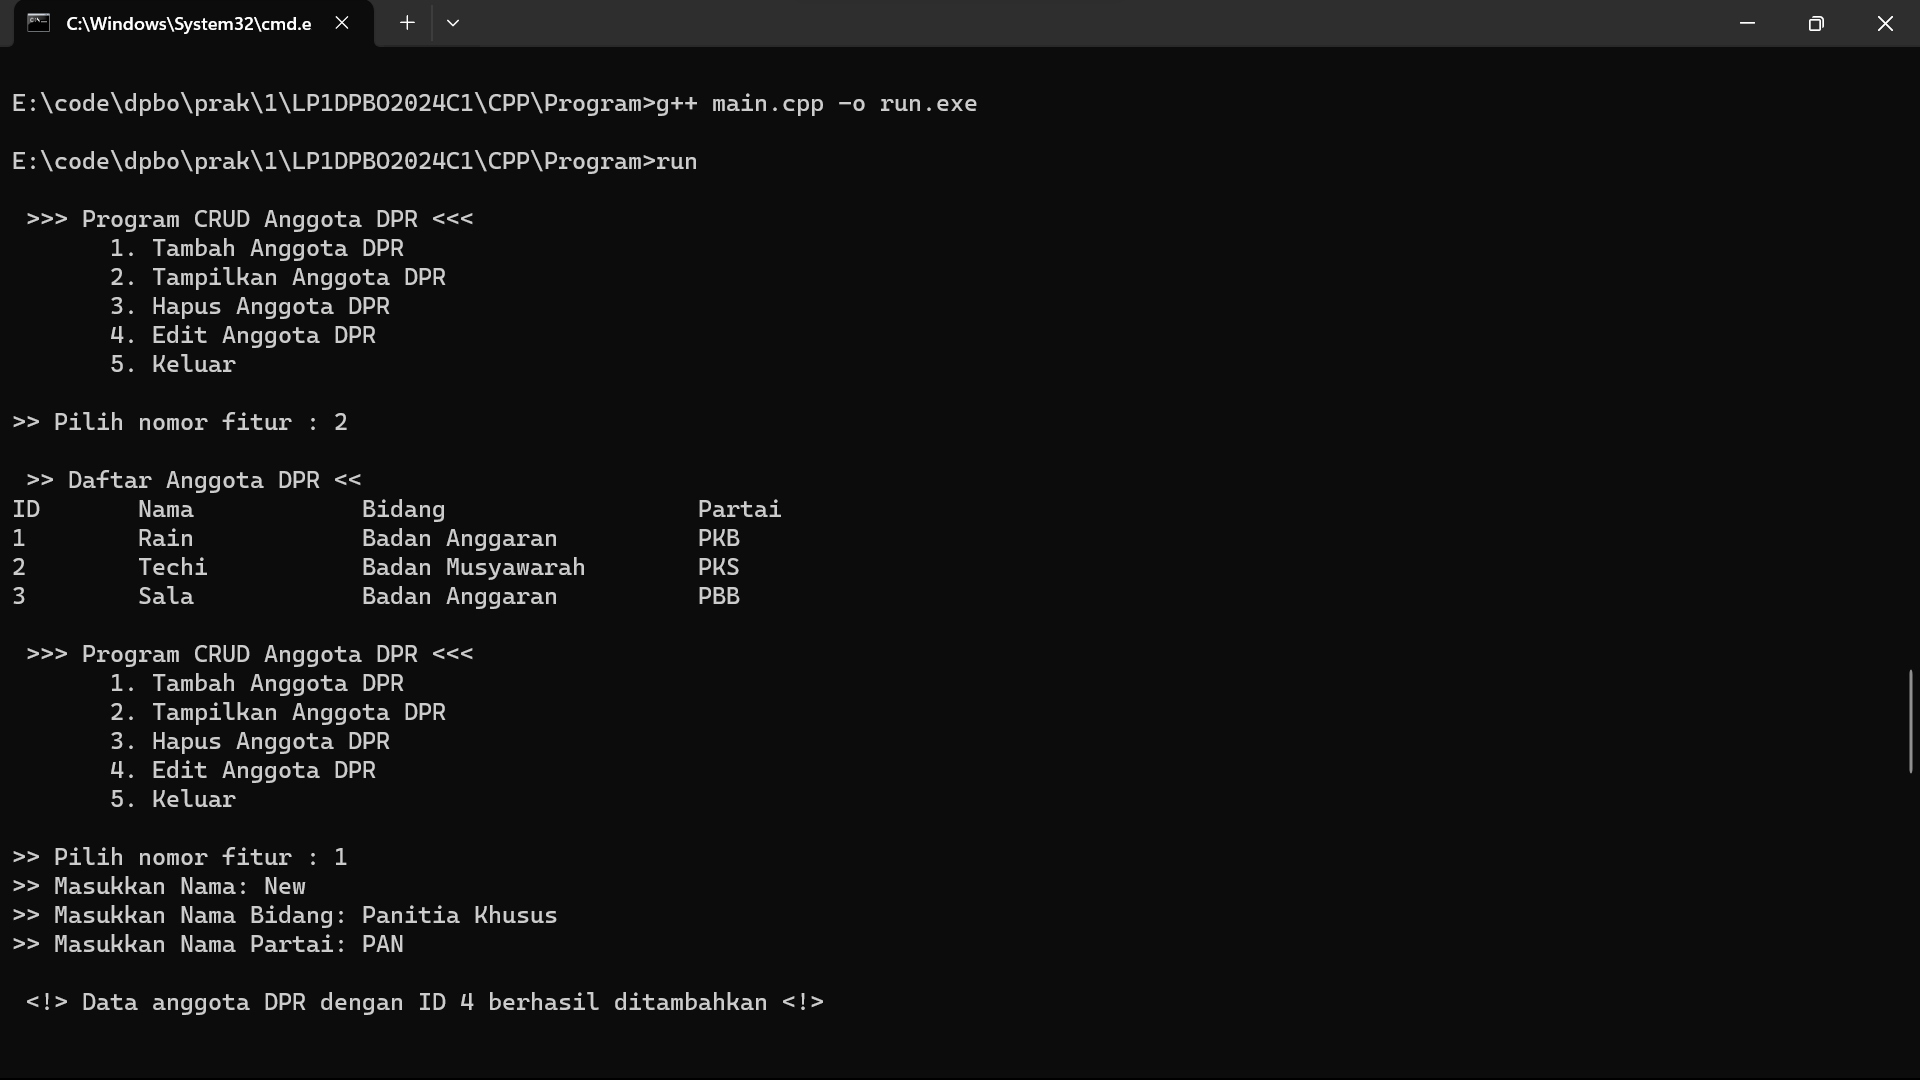 C:\Windows\System32\cmd.e
E:\code\dpbo\prak\1\LP1DPBO2024C1\CPP\Program>g++ main.cpp -o run.exe
E:\code\dpbo\prak\1\LP1DPBO2024C1\CPP\Program>run
>>> Program CRUD Anggota DPR <<<
1. Tambah Anggota DPR
2. Tampilkan Anggota DPR
3. Hapus Anggota DPR
4. Edit Anggota DPR
5. Keluar
>> Pilih nomor fitur : 2
>> Daftar Anggota DPR <<
ID Nama Bidang Partai
1 Rain Badan Anggaran PKB
2 Techi Badan Musyawarah PKS
3 Sala Badan Anggaran PBB
>>> Program CRUD Anggota DPR <<<
1. Tambah Anggota DPR
2. Tampilkan Anggota DPR
3. Hapus Anggota DPR
4. Edit Anggota DPR
5. Keluar
>> Pilih nomor fitur : 1
>> Masukkan Nama: New
>> Masukkan Nama Bidang: Panitia Khusus
>> Masukkan Nama Partai: PAN
<!> Data anggota DPR dengan ID 4 berhasil ditambahkan <!>